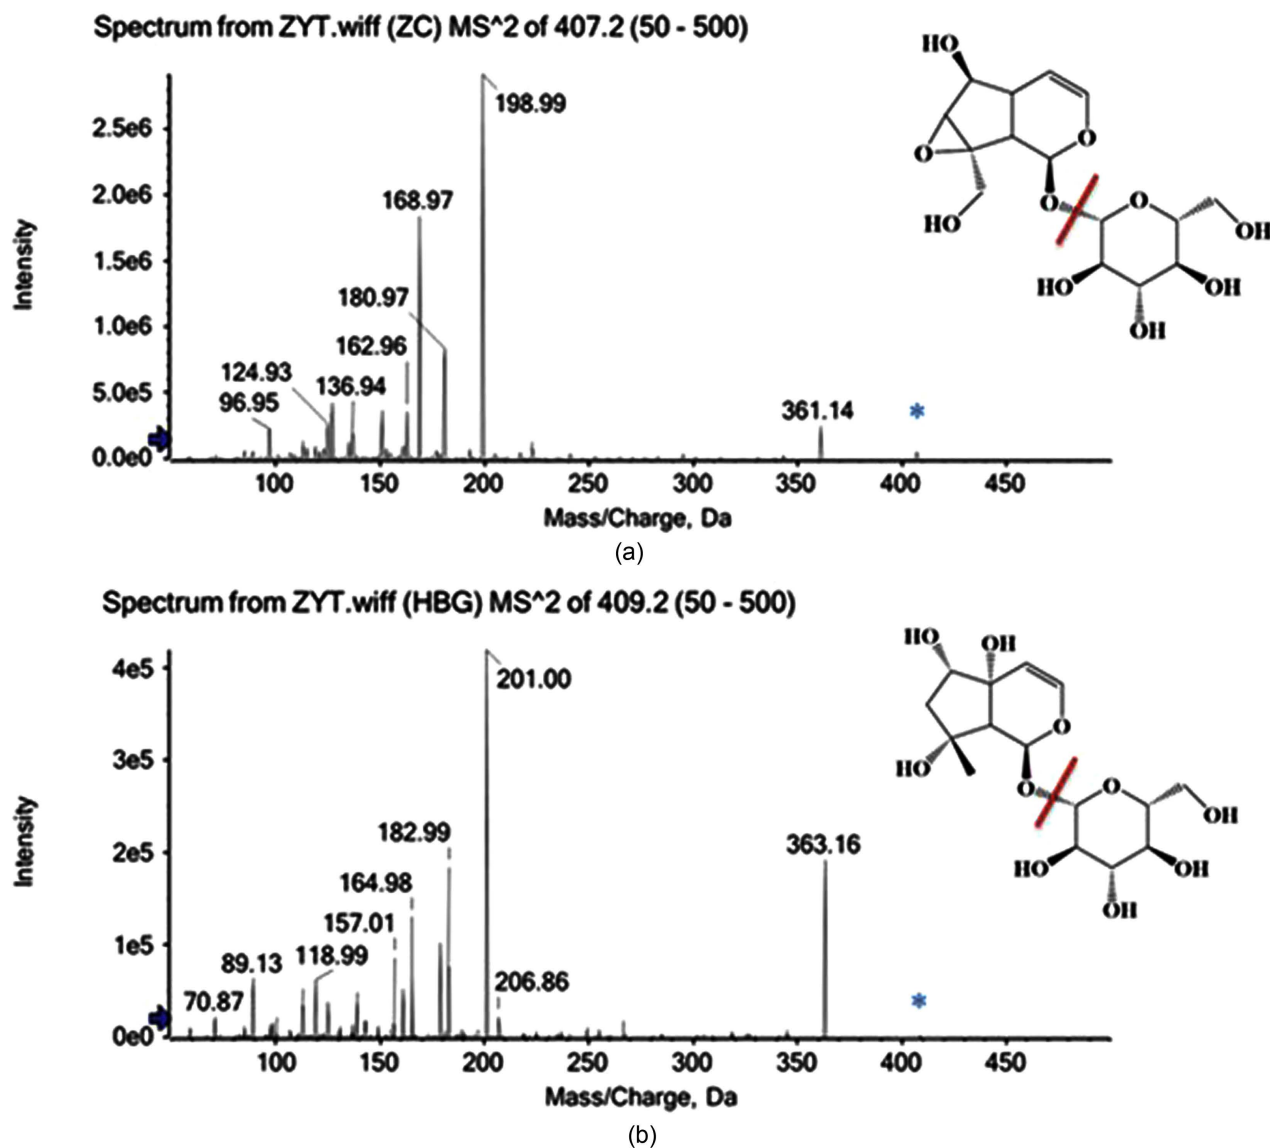 Spectrum from ZYT.wiff (ZC) MS^2 of 407.2 (50 - 500)
198.99
2.5e6
2.0e6
168.97
1.5e6
180.97
1.0e6
162.96
124.93
136.94
5.0e5
96.95
361.14
*
0.0e0
100 150 200 250 300 350 400 450
Intensity
Mass/Charge, Da
HO
O
O
O
O
HO
OH
HO
OH
OH
(a)
Spectrum from ZYT.wiff (HBG) MS^2 of 409.2 (50 - 500)
4e5
201.00
3e5
182.99
363.16
2e5
164.98
157.01
1e5
118.99
89.13
206.86
70.87
*
0e0
100 150 200 250 300 350 400 450
Intensity
Mass/Charge, Da
HO
OH
O
HO
O
O
OH
HO
OH
OH
(b)